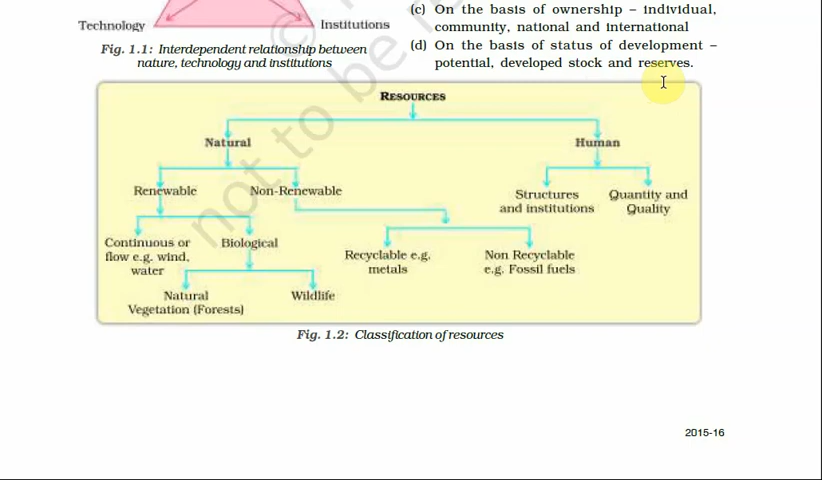 (c) On the basis of ownership – individual,
community, national and international
(d) On the basis of status of development –
potential, developed stock and reserves.
Technology
Institutions
Fig. 1.1: Interdependent relationship between
nature, technology and institutions
RESOURCES
Natural
Human
Renewable
Non-Renewable
Structures
and institutions
Quantity and
Quality
Continuous or
flow e.g. wind,
water
Biological
Recyclable e.g.
metals
Non Recyclable
e.g. Fossil fuels
Natural
Vegetation (Forests)
Wildlife
Fig. 1.2: Classification of resources
2015-16
©
not to be